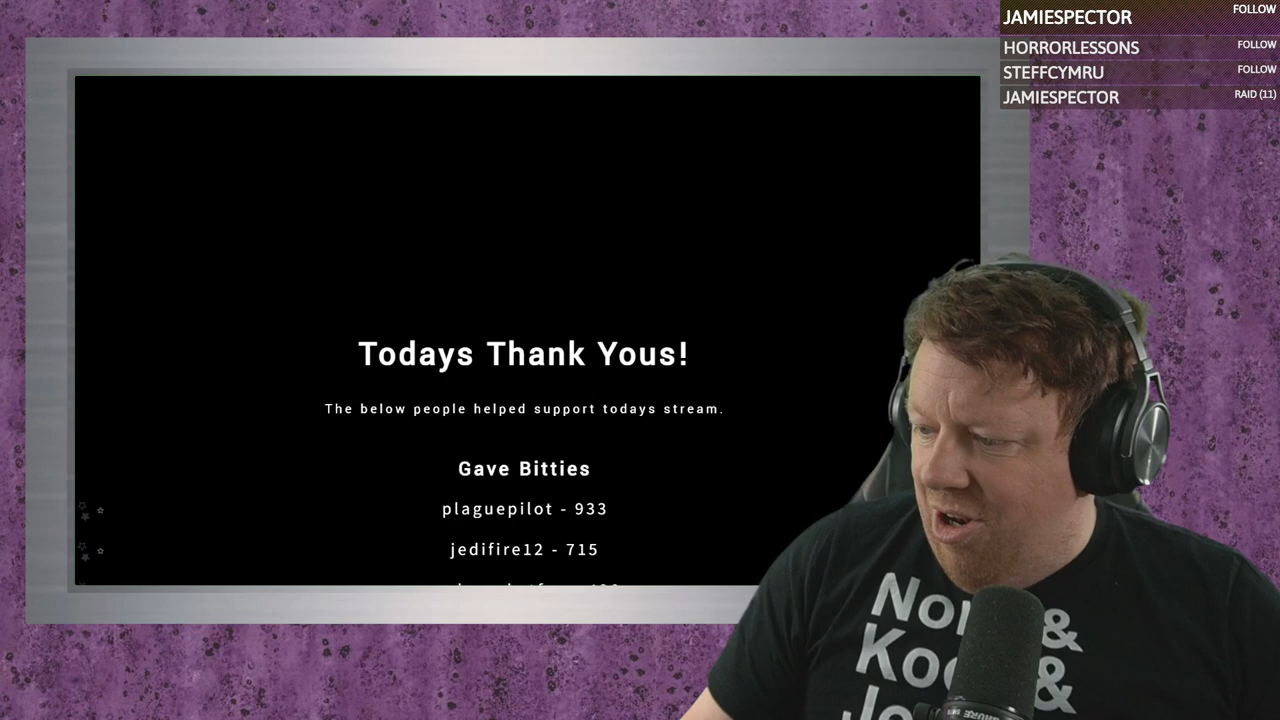 JAMIESPECTOR FOLLOW
HORRORLESSONS FOLLOW
STEFFCYMRU FOLLOW
JAMIESPECTOR RAID (11)
Todays Thank Yous!
The below people helped support todays stream.
Gave Bitties
plaguepilot - 933
jedifire12 - 715
&
&